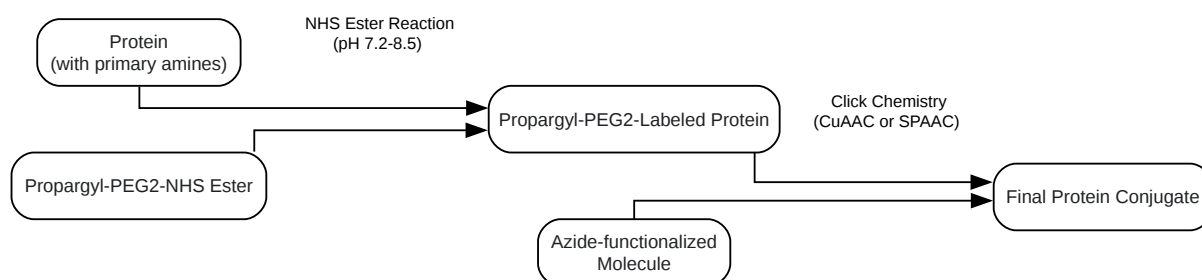 Protein
(with primary amines)
NHS Ester Reaction
(pH 7.2-8.5)
Propargyl-PEG2-NHS Ester
Propargyl-PEG2-Labeled Protein
Click Chemistry
(CuAAC or SPAAC)
Azide-functionalized
Molecule
Final Protein Conjugate